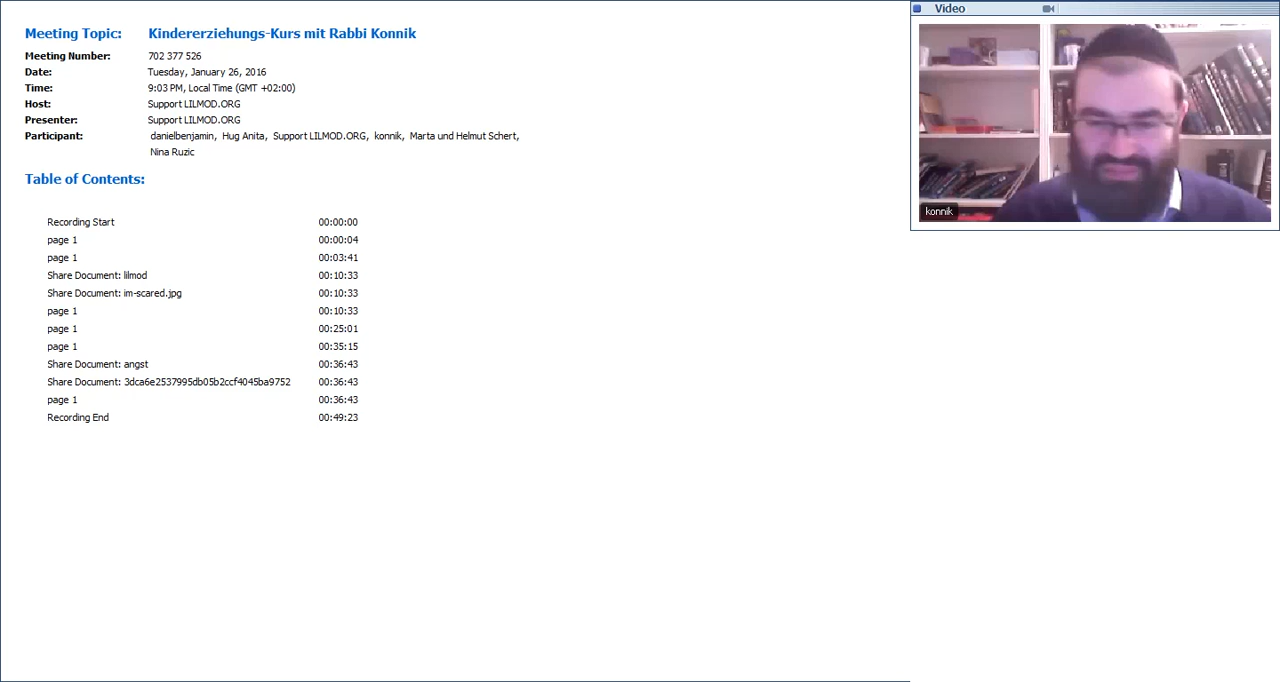 Meeting Topic: Kindererziehungs-Kurs mit Rabbi Konnik
Meeting Number: 702 377 526
Date: Tuesday, January 26, 2016
Time: 9:03 PM, Local Time (GMT +02:00)
Host: Support LILMOD.ORG
Presenter: Support LILMOD.ORG
Participant: danielbenjamin, Hug Anita, Support LILMOD.ORG, konnik, Marta und Helmut Schert,
Nina Ruzic
Table of Contents:
Recording Start 00:00:00
page 1 00:00:04
page 1 00:03:41
Share Document: lilmod 00:10:33
Share Document: im-scared.jpg 00:10:33
page 1 00:10:33
page 1 00:25:01
page 1 00:35:15
Share Document: angst 00:36:43
Share Document: 3dca6e2537995db05b2ccf4045ba9752 00:36:43
page 1 00:36:43
Recording End 00:49:23
Video
konnik